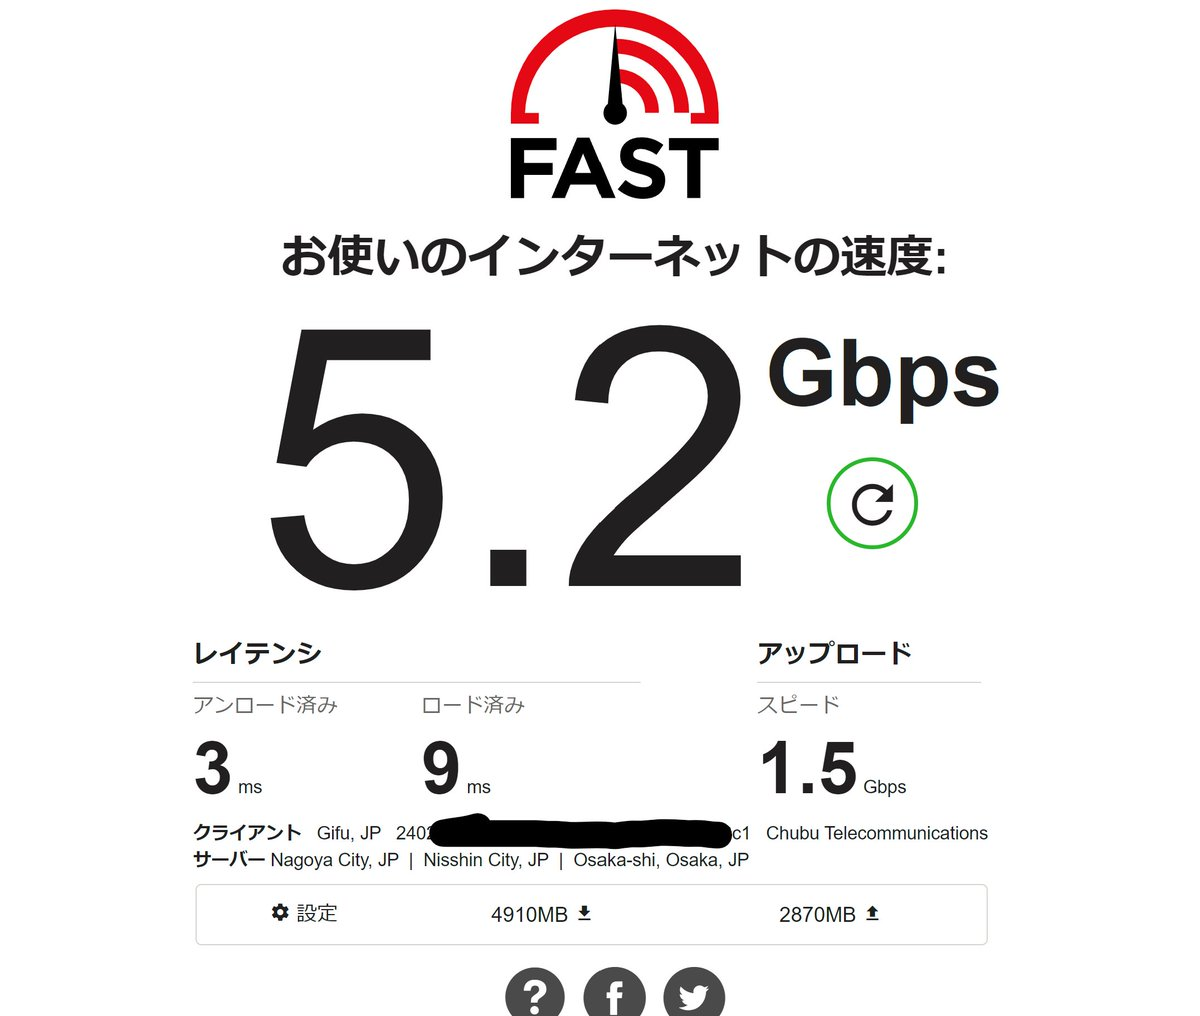 FAST
お使いのインターネットの速度:
5.2 Gbps
レイテンシ アップロード
アンロード済み ロード済み スピード
3 ms 9 ms 1.5 Gbps
クライアント Gifu, JP 2402 c1 Chubu Telecommunications
サーバー Nagoya City, JP | Nisshin City, JP | Osaka-shi, Osaka, JP
設定 4910MB 2870MB
?